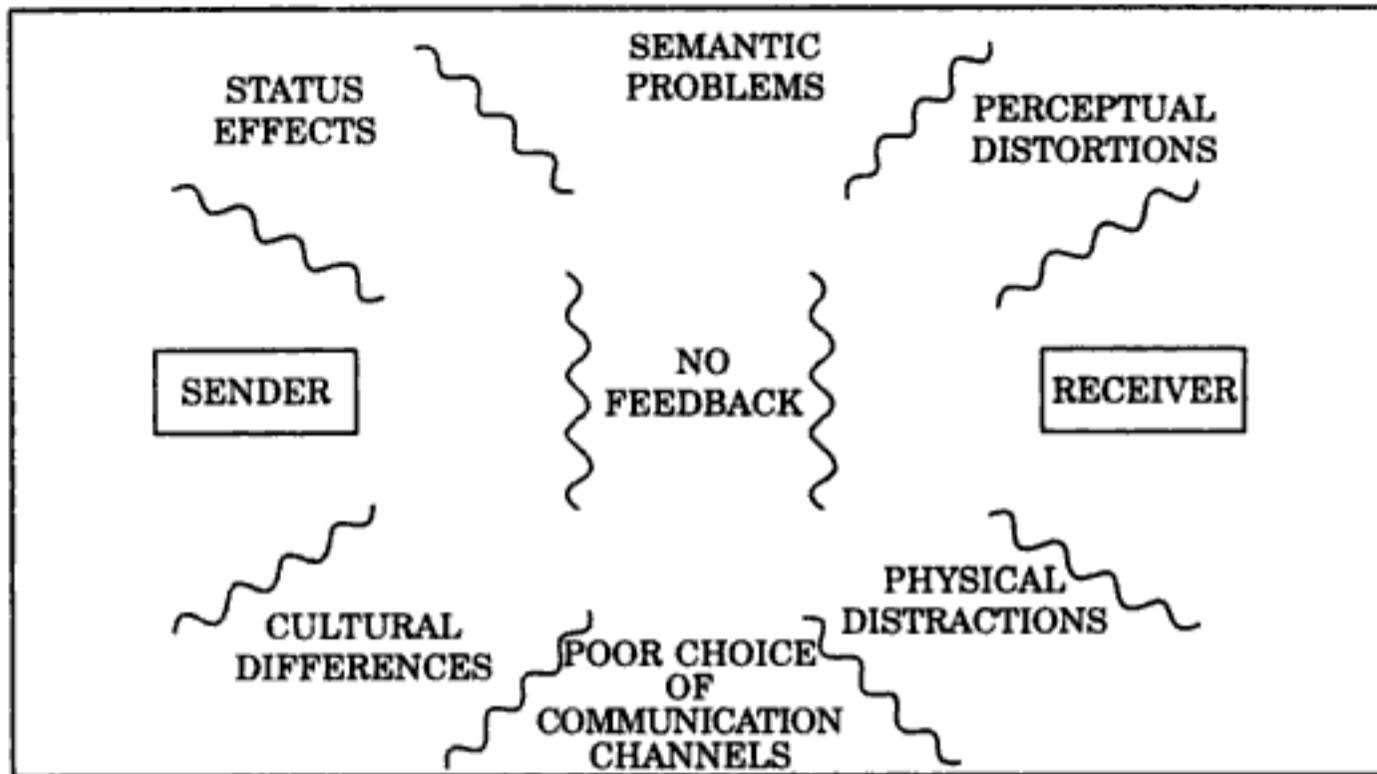 SEMANTIC
PROBLEMS
STATUS
EFFECTS
PERCEPTUAL
DISTORTIONS
SENDER
NO
FEEDBACK
RECEIVER
CULTURAL
DIFFERENCES
PHYSICAL
DISTRACTIONS
POOR CHOICE
OF
COMMUNICATION
CHANNELS